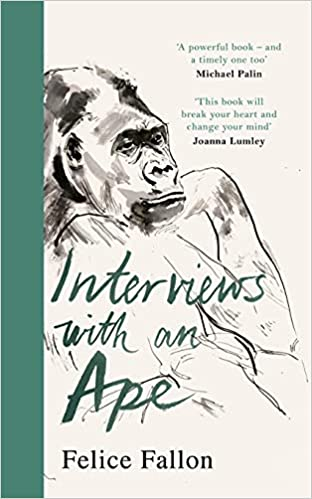 ‘A powerful book – and
a timely one too’
Michael Palin
‘This book will
break your heart and
change your mind’
Joanna Lumley
Interviews
with an
Ape
Felice Fallon